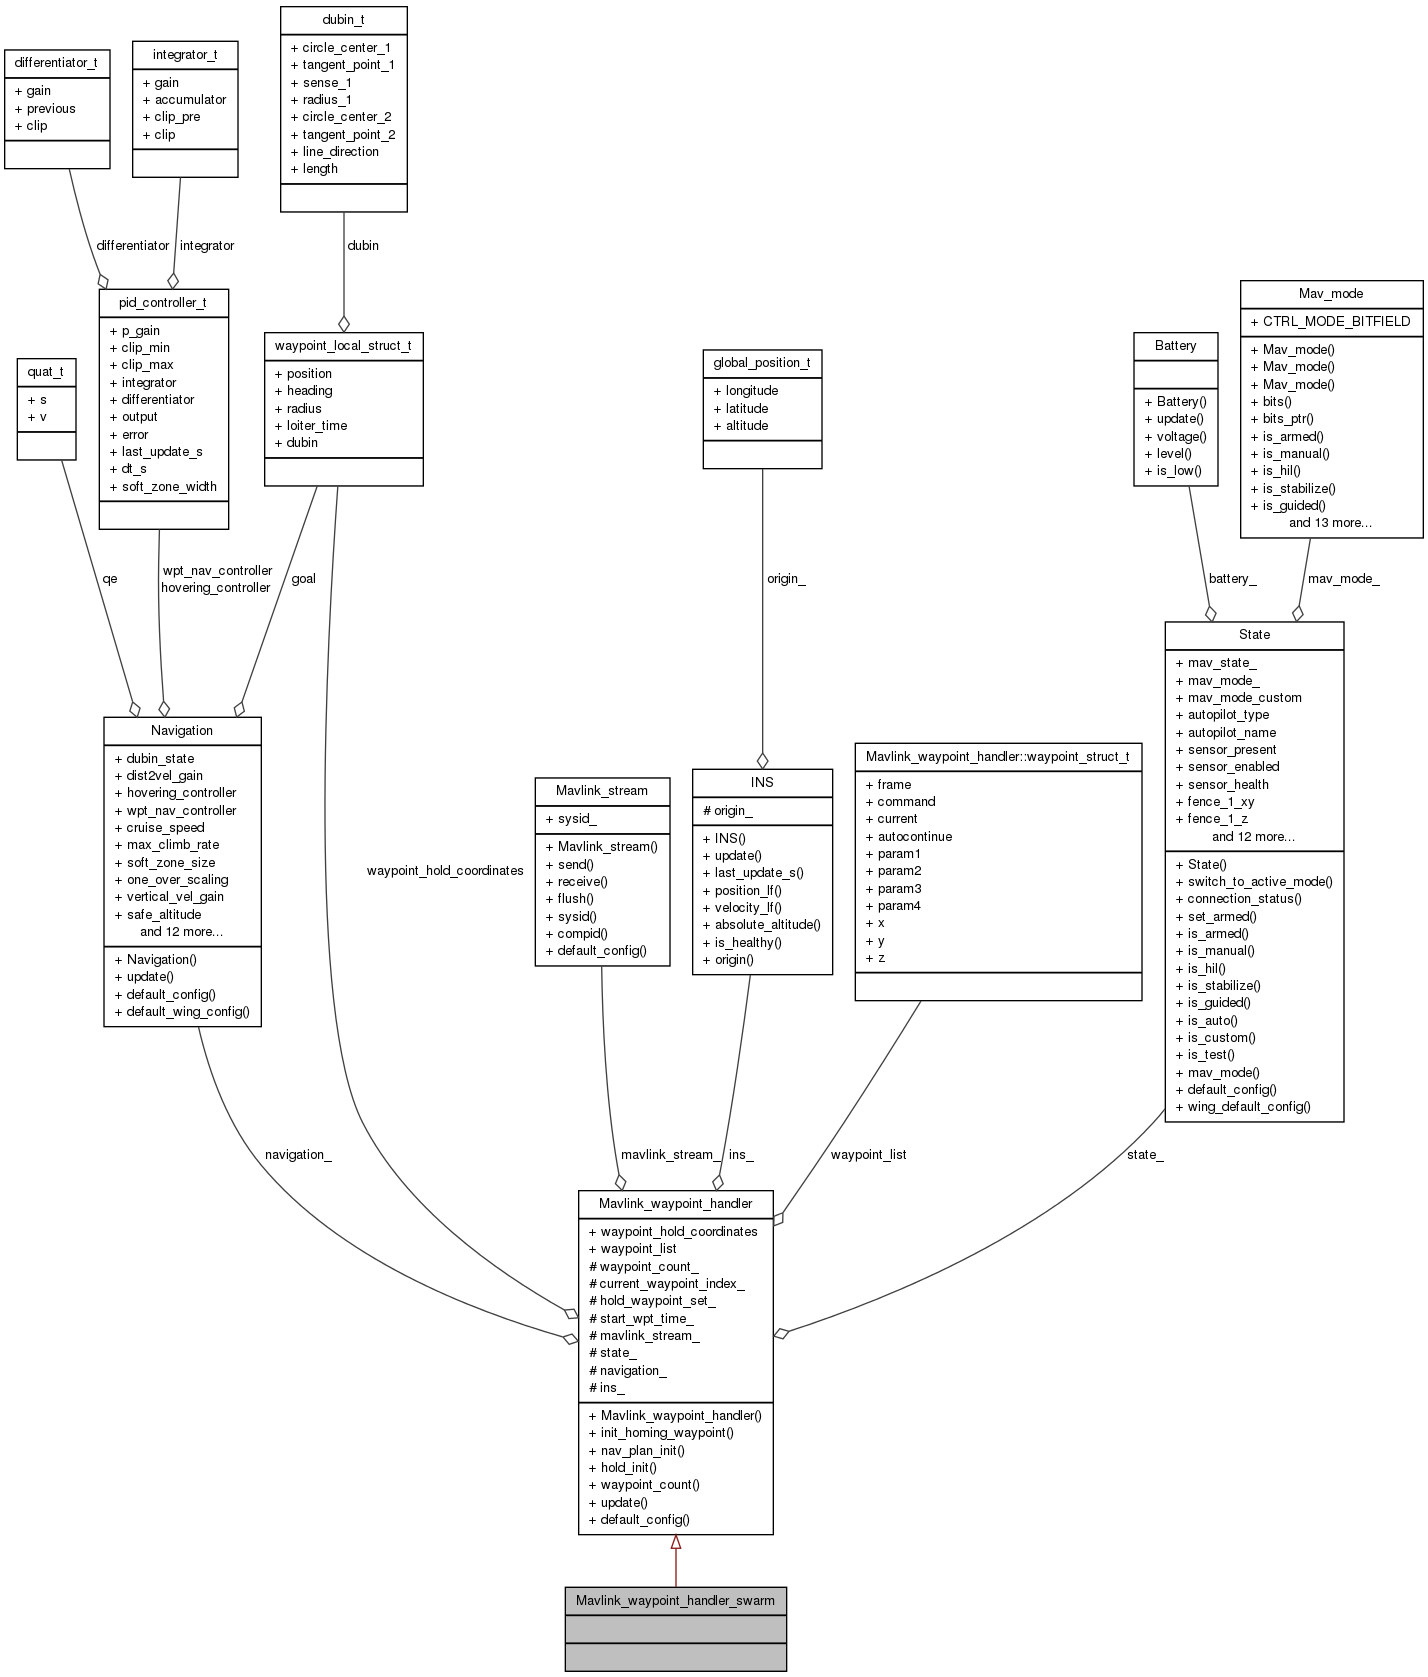 dubin_t
+ circle_center_1
+ tangent_point_1
+ sense_1
+ radius_1
+ circle_center_2
+ tangent_point_2
+ line_direction
+ length
integrator_t
+ gain
+ accumulator
+ clip_pre
+ clip
differentiator_t
+ gain
+ previous
+ clip
differentiator
integrator
dubin
pid_controller_t
+ p_gain
+ clip_min
+ clip_max
+ integrator
+ differentiator
+ output
+ error
+ last_update_s
+ dt_s
+ soft_zone_width
waypoint_local_struct_t
+ position
+ heading
+ radius
+ loiter_time
+ dubin
quat_t
+ s
+ v
global_position_t
+ longitude
+ latitude
+ altitude
Battery
+ Battery()
+ update()
+ voltage()
+ level()
+ is_low()
Mav_mode
+ CTRL_MODE_BITFIELD
+ Mav_mode()
+ Mav_mode()
+ Mav_mode()
+ bits()
+ bits_ptr()
+ is_armed()
+ is_manual()
+ is_hil()
+ is_stabilize()
+ is_guided()
and 13 more...
qe
wpt_nav_controller
hovering_controller
goal
origin_
battery_
mav_mode_
Navigation
+ dubin_state
+ dist2vel_gain
+ hovering_controller
+ wpt_nav_controller
+ cruise_speed
+ max_climb_rate
+ soft_zone_size
+ one_over_scaling
+ vertical_vel_gain
+ safe_altitude
and 12 more...
+ Navigation()
+ update()
+ default_config()
+ default_wing_config()
waypoint_hold_coordinates
Mavlink_stream
+ sysid_
+ Mavlink_stream()
+ send()
+ receive()
+ flush()
+ sysid()
+ compid()
+ default_config()
INS
# origin_
+ INS()
+ update()
+ last_update_s()
+ position_lf()
+ velocity_lf()
+ absolute_altitude()
+ is_healthy()
+ origin()
Mavlink_waypoint_handler::waypoint_struct_t
+ frame
+ command
+ current
+ autocontinue
+ param1
+ param2
+ param3
+ param4
+ x
+ y
+ z
State
+ mav_state_
+ mav_mode_
+ mav_mode_custom
+ autopilot_type
+ autopilot_name
+ sensor_present
+ sensor_enabled
+ sensor_health
+ fence_1_xy
+ fence_1_z
and 12 more...
+ State()
+ switch_to_active_mode()
+ connection_status()
+ set_armed()
+ is_armed()
+ is_manual()
+ is_hil()
+ is_stabilize()
+ is_guided()
+ is_auto()
+ is_custom()
+ is_test()
+ mav_mode()
+ default_config()
+ wing_default_config()
navigation_
mavlink_stream_
ins_
waypoint_list
state_
Mavlink_waypoint_handler
+ waypoint_hold_coordinates
+ waypoint_list
# waypoint_count_
# current_waypoint_index_
# hold_waypoint_set_
# start_wpt_time_
# mavlink_stream_
# state_
# navigation_
# ins_
+ Mavlink_waypoint_handler()
+ init_homing_waypoint()
+ nav_plan_init()
+ hold_init()
+ waypoint_count()
+ update()
+ default_config()
Mavlink_waypoint_handler_swarm